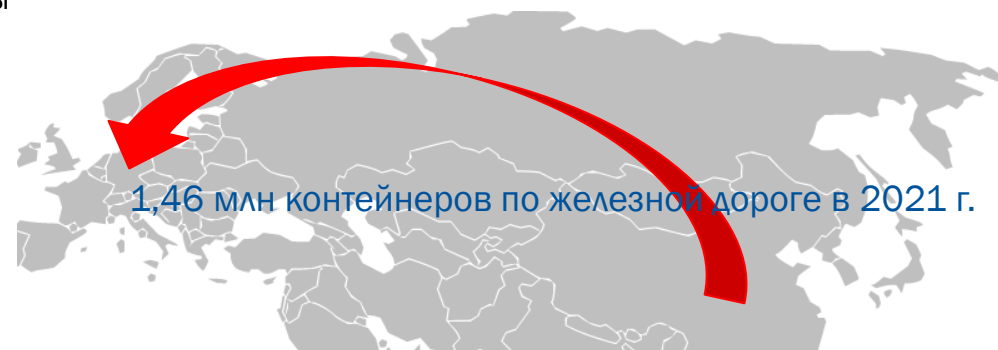 1,46 млн контейнеров по железной дороге в 2021 г.